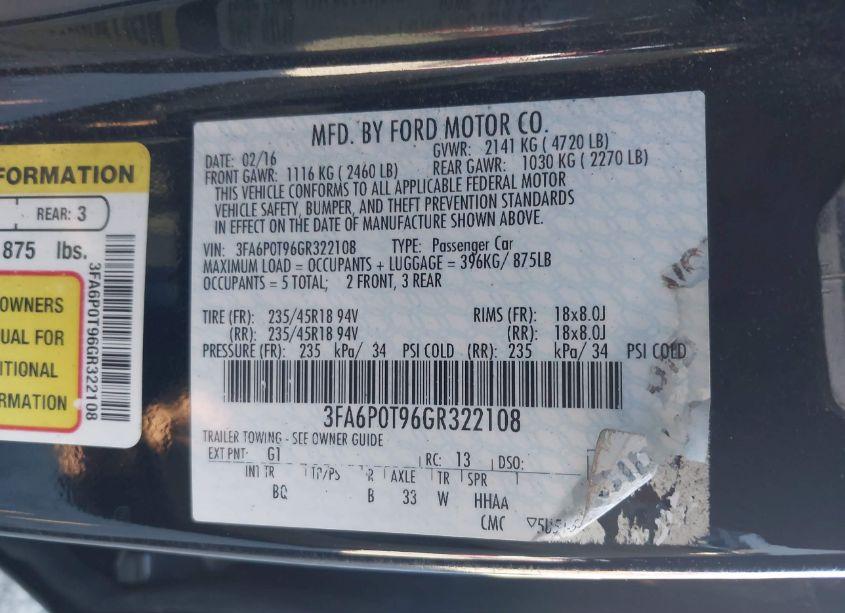 FORMATION
REAR: 3
875 lbs.
OWNERS
UAL FOR
ITIONAL
ORMATION
3FA6P0T96GR322108
MFD. BY FORD MOTOR CO.
DATE: 02/16 GVWR: 2141 KG ( 4720 LB)
FRONT GAWR: 1116 KG ( 2460 LB) REAR GAWR: 1030 KG ( 2270 LB)
THIS VEHICLE CONFORMS TO ALL APPLICABLE FEDERAL MOTOR
VEHICLE SAFETY, BUMPER, AND THEFT PREVENTION STANDARDS
IN EFFECT ON THE DATE OF MANUFACTURE SHOWN ABOVE.
VIN: 3FA6P0T96GR322108 TYPE: Passenger Car
MAXIMUM LOAD = OCCUPANTS + LUGGAGE = 396KG/ 875LB
OCCUPANTS = 5 TOTAL; 2 FRONT, 3 REAR
TIRE (FR): 235/45R18 94V RIMS (FR): 18x8.0J
(RR): 235/45R18 94V (RR): 18x8.0J
PRESSURE (FR): 235 kPa/ 34 PSI COLD (RR): 235 kPa/ 34 PSI COLD
3FA6P0T96GR322108
TRAILER TOWING - SEE OWNER GUIDE
EXT PNT: G1 RC: 13 DSO:
INT TR TP/PS R AXLE TR SPR
BQ B 33 W HHAA
CMC